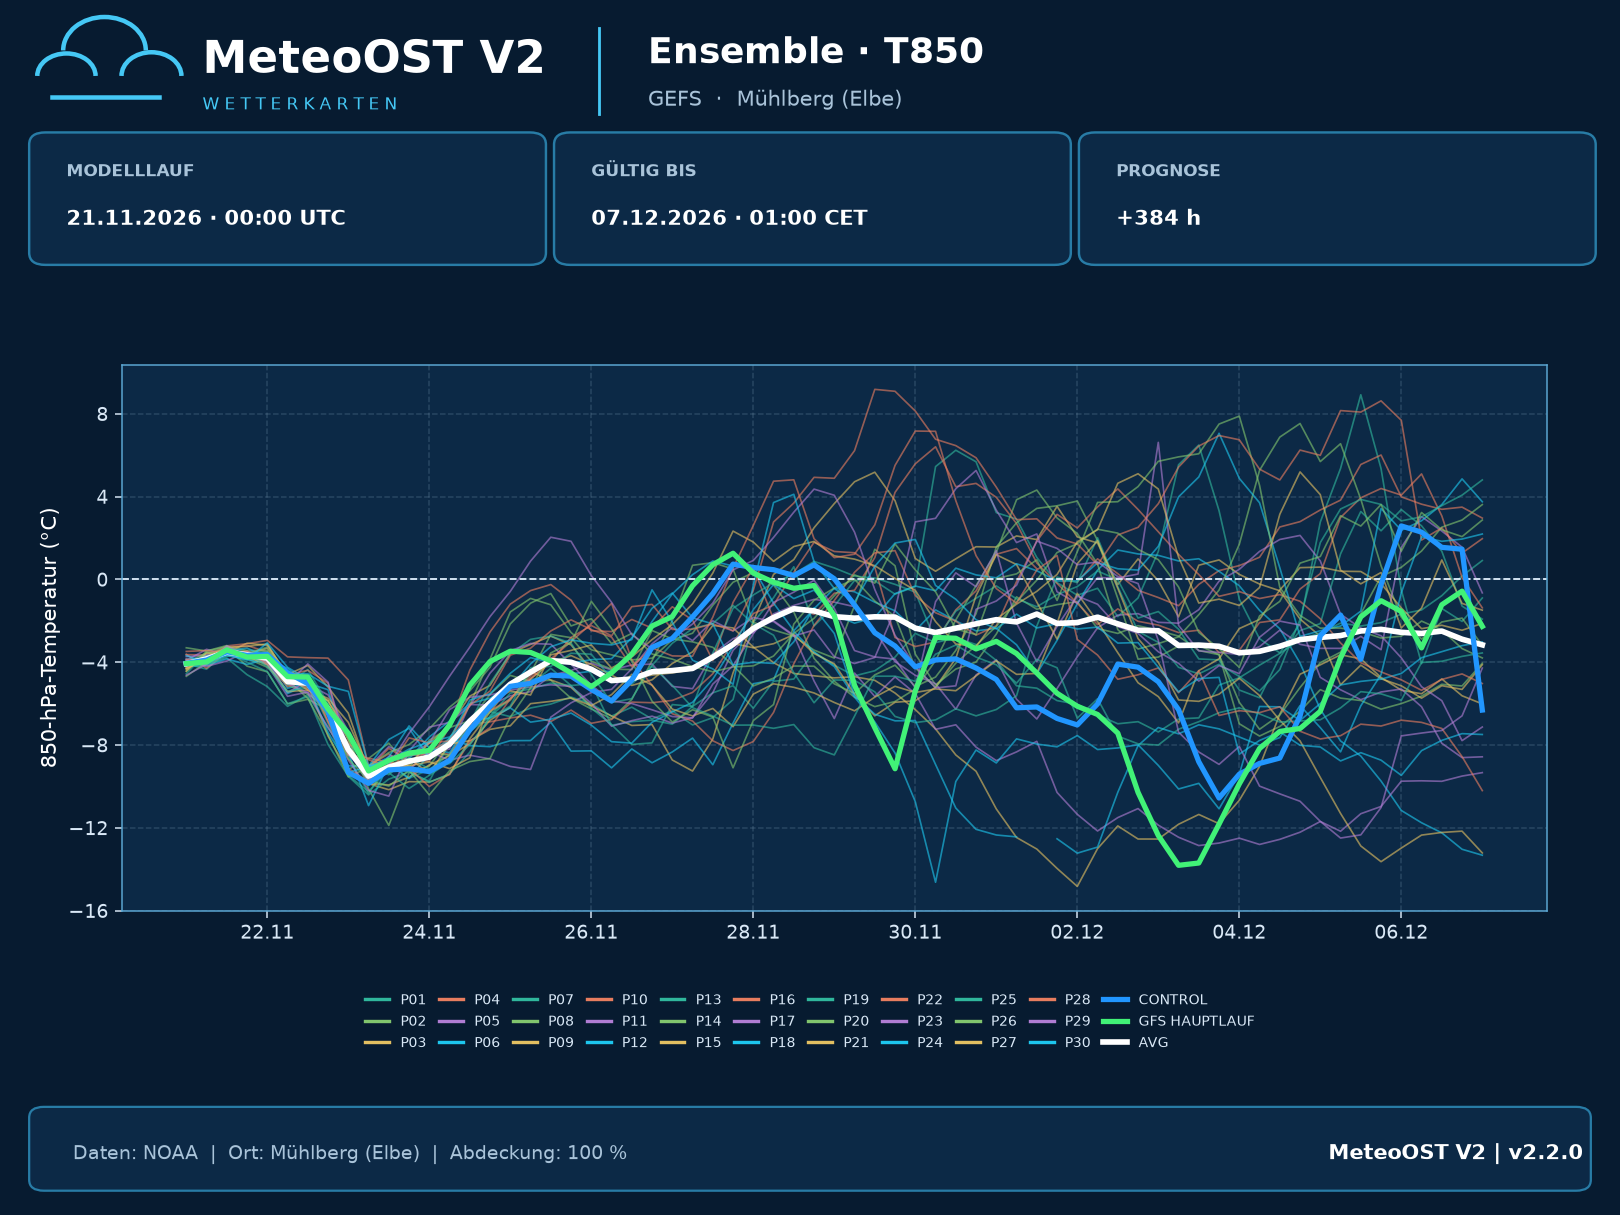 MeteoOST V2
WETTERKARTEN
Ensemble · T850
GEFS · Mühlberg (Elbe)
MODELLLAUF
21.11.2026 · 00:00 UTC
GÜLTIG BIS
07.12.2026 · 01:00 CET
PROGNOSE
+384 h
850-hPa-Temperatur (°C)
8
4
0
−4
−8
−12
−16
22.11 24.11 26.11 28.11 30.11 02.12 04.12 06.12
P01 P04 P07 P10 P13 P16 P19 P22 P25 P28 CONTROL
P02 P05 P08 P11 P14 P17 P20 P23 P26 P29 GFS HAUPTLAUF
P03 P06 P09 P12 P15 P18 P21 P24 P27 P30 AVG
Daten: NOAA | Ort: Mühlberg (Elbe) | Abdeckung: 100 %
MeteoOST V2 | v2.2.0